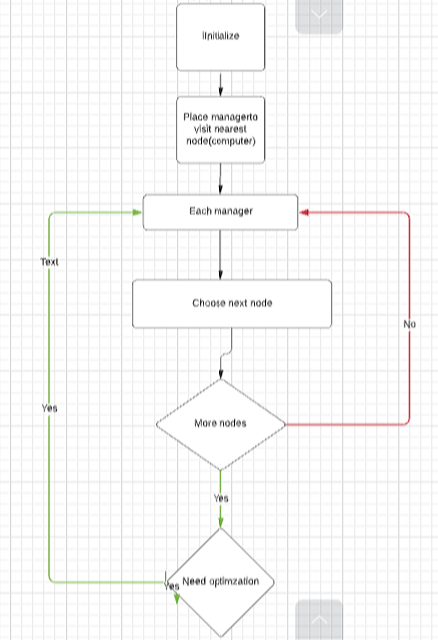 IInitialize
Place managerto
visit nearest
node(computer)
Each manager
Text
Choose next node
No
Yes
More nodes
Yes
Yes
Need optimzation